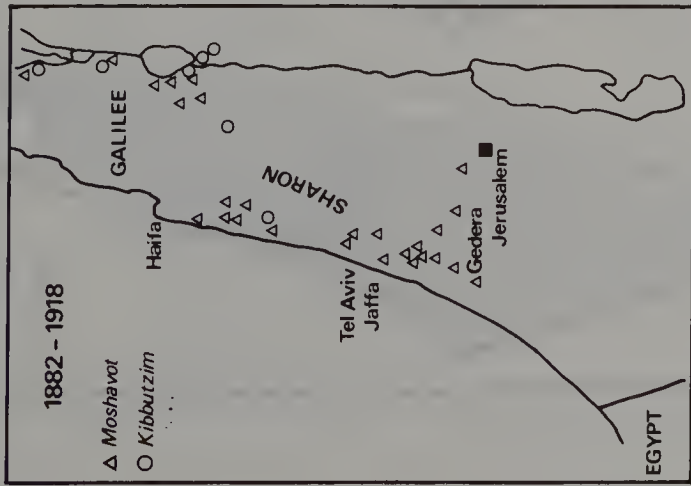 1882-1918
△ Moshavot
○ Kibbutzim
GALILEE
Haifa
SHARON
Tel Aviv
Jaffa
Gedera
Jerusalem
EGYPT